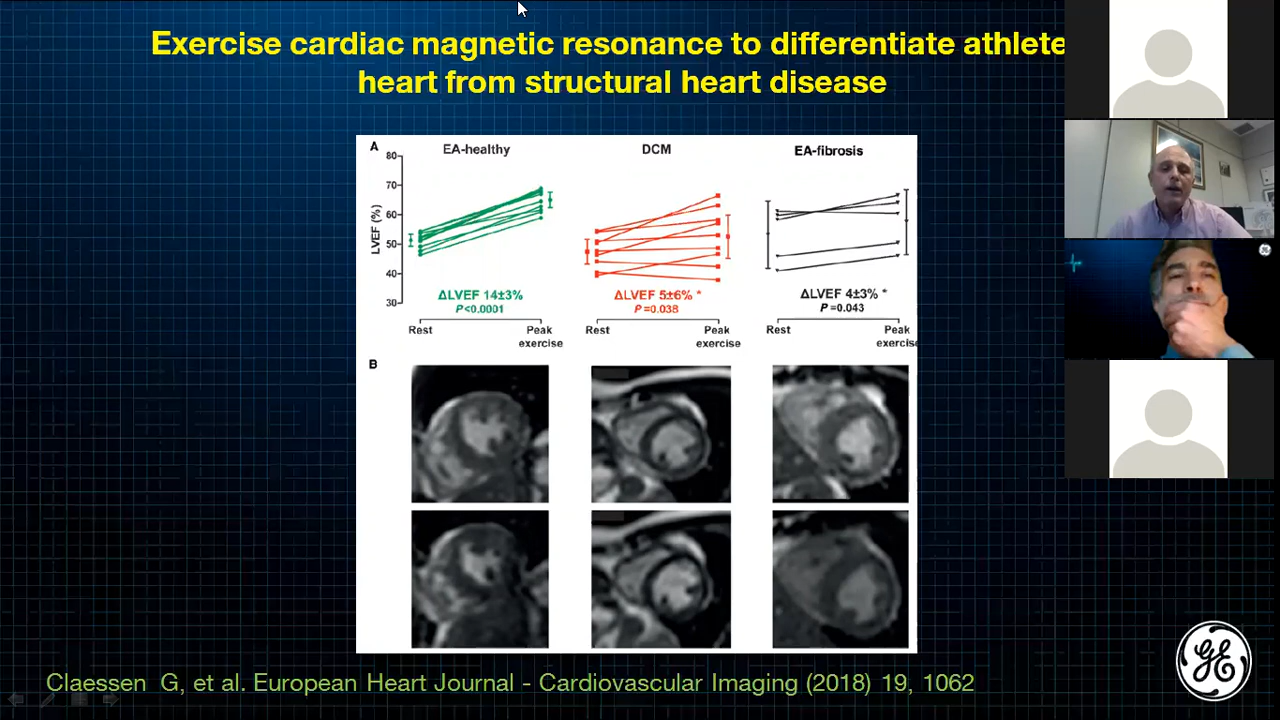 Exercise cardiac magnetic resonance to differentiate athlete
heart from structural heart disease
A
EA-healthy
DCM
EA-fibrosis
80
70
60
50
40
30
LVEF (%)
ΔLVEF 14±3%
P<0.0001
ΔLVEF 5±6% *
P=0.038
ΔLVEF 4±3% *
P=0.043
Rest
Peak
exercise
Rest
Peak
exercise
Rest
Peak
exercise
B
Claessen G, et al. European Heart Journal - Cardiovascular Imaging (2018) 19, 1062
GE